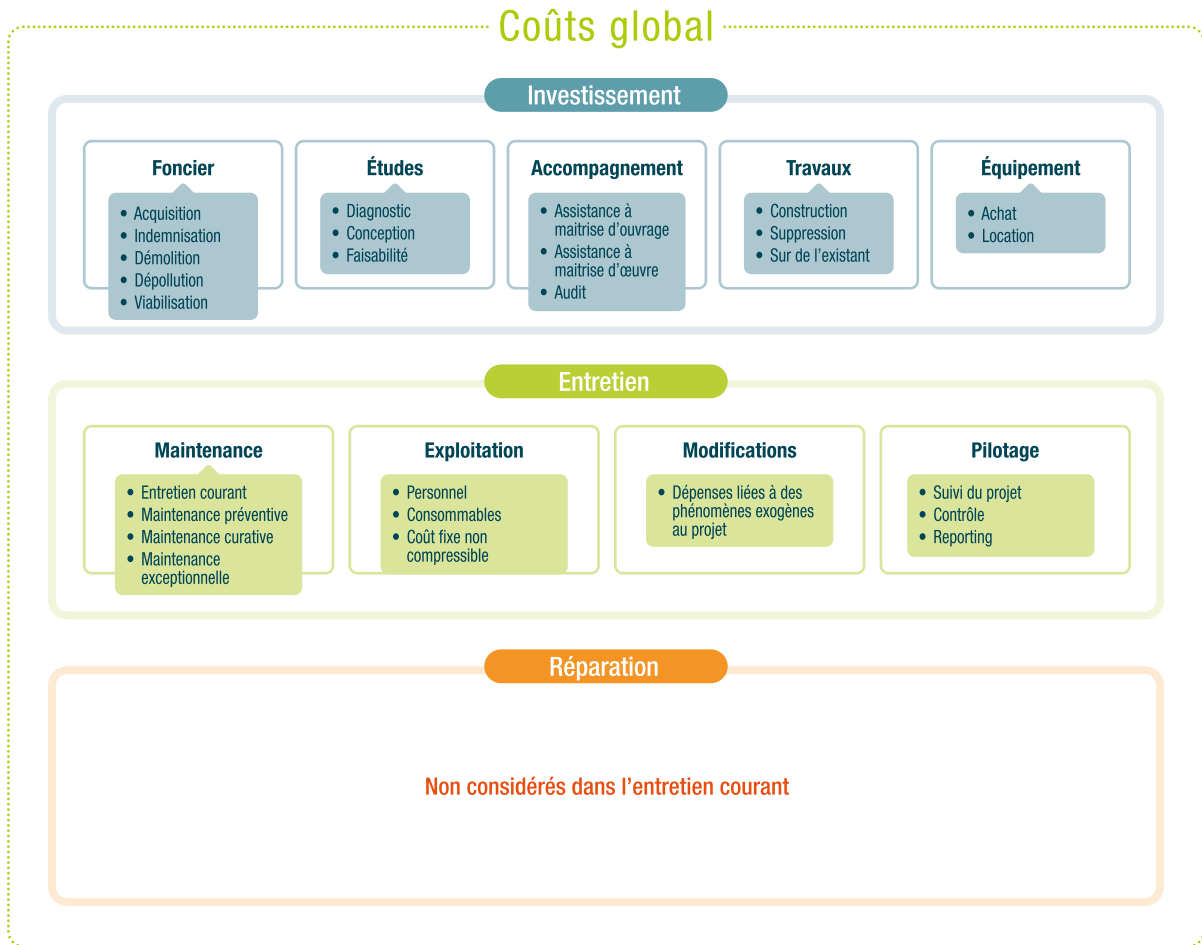 Coûts global
Investissement
Foncier
• Acquisition
• Indemnisation
• Démolition
• Dépollution
• Viabilisation
Études
• Diagnostic
• Conception
• Faisabilité
Accompagnement
• Assistance à
maitrise d'ouvrage
• Assistance à
maitrise d'œuvre
• Audit
Travaux
• Construction
• Suppression
• Sur de l'existant
Équipement
• Achat
• Location
Entretien
Maintenance
• Entretien courant
• Maintenance préventive
• Maintenance curative
• Maintenance
exceptionnelle
Exploitation
• Personnel
• Consommables
• Coût fixe non
compressible
Modifications
• Dépenses liées à des
phénomènes exogènes
au projet
Pilotage
• Suivi du projet
• Contrôle
• Reporting
Réparation
Non considérés dans l'entretien courant